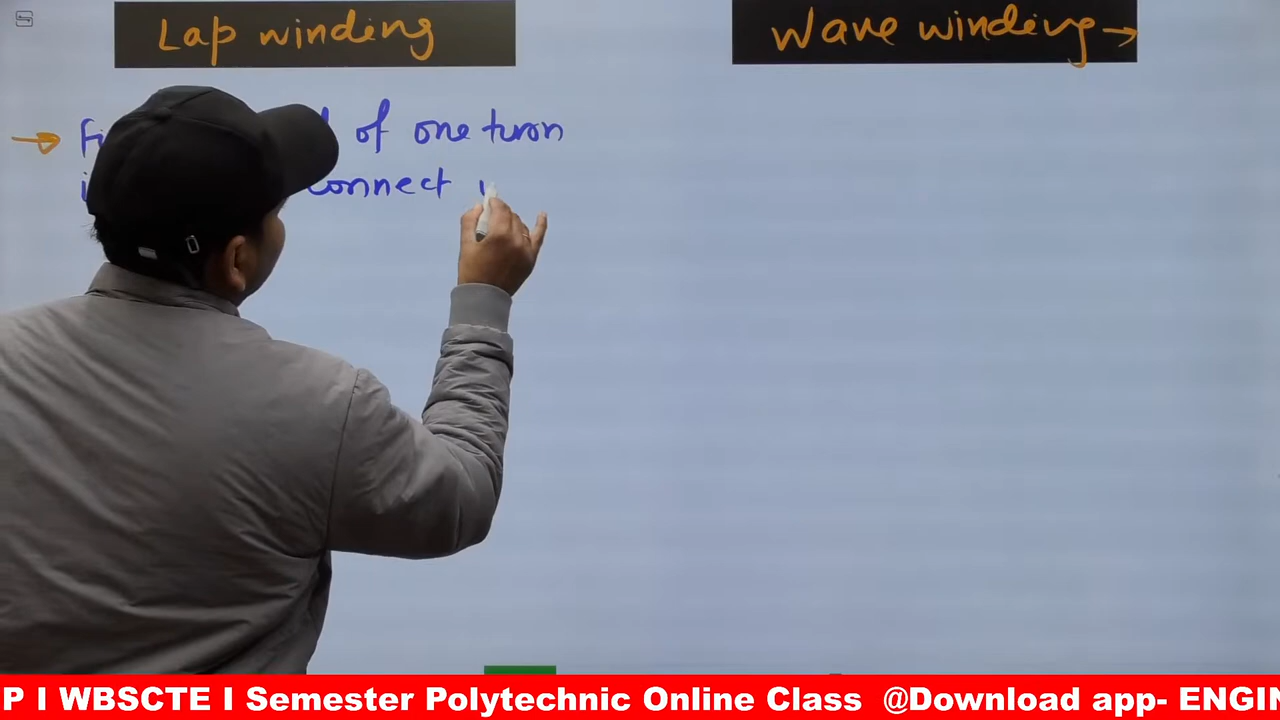 Lap winding
Wave winding →
→ of one turn
connect
P I WBSCTE I Semester Polytechnic Online Class @Download app- ENGIN